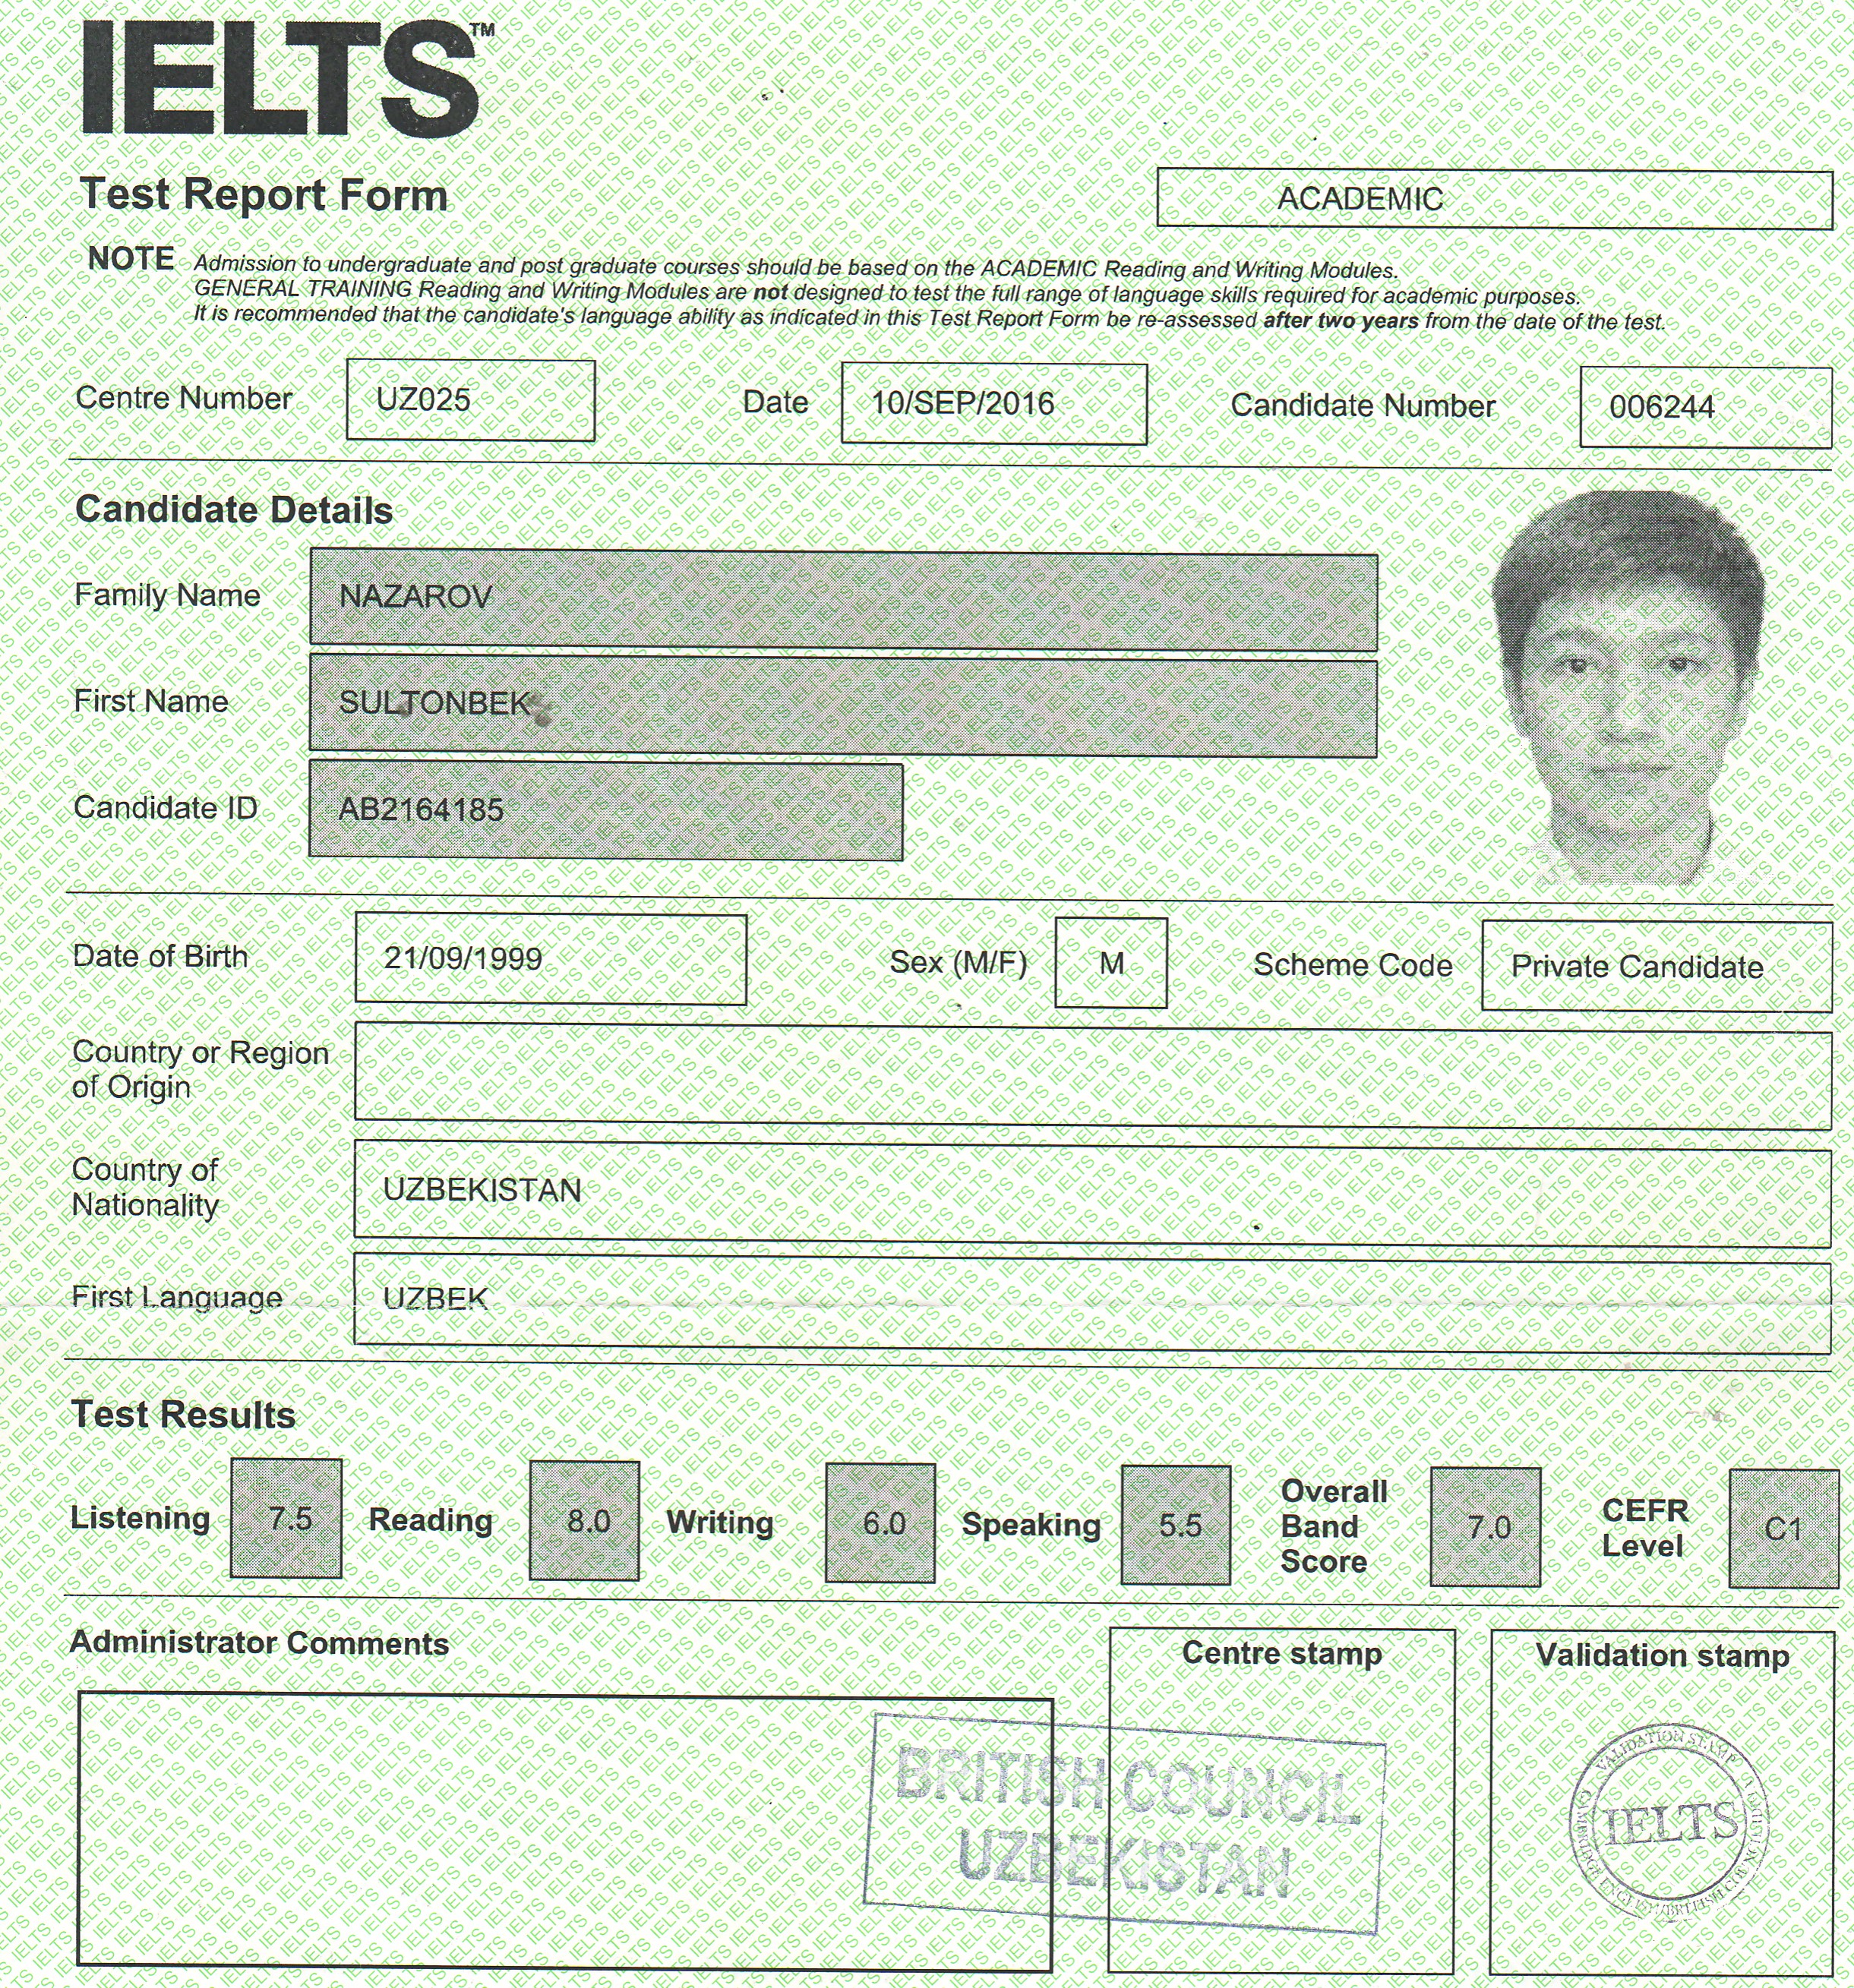 IELTS™
Test Report Form
ACADEMIC
NOTE Admission to undergraduate and post graduate courses should be based on the ACADEMIC Reading and Writing Modules.
GENERAL TRAINING Reading and Writing Modules are not designed to test the full range of language skills required for academic purposes.
It is recommended that the candidate's language ability as indicated in this Test Report Form be re-assessed after two years from the date of the test.
Centre Number UZ025 Date 10/SEP/2016 Candidate Number 006244
Candidate Details
Family Name NAZAROV
First Name SULTONBEK
Candidate ID AB2164185
Date of Birth 21/09/1999 Sex (M/F) M Scheme Code Private Candidate
Country or Region
of Origin
Country of
Nationality UZBEKISTAN
First Language UZBEK
Test Results
Listening 7.5 Reading 8.0 Writing 6.0 Speaking 5.5 Overall Band Score 7.0 CEFR Level C1
Administrator Comments
Centre stamp
Validation stamp
BRITISH COUNCIL
UZBEKISTAN
VALIDATION STAMP
IELTS